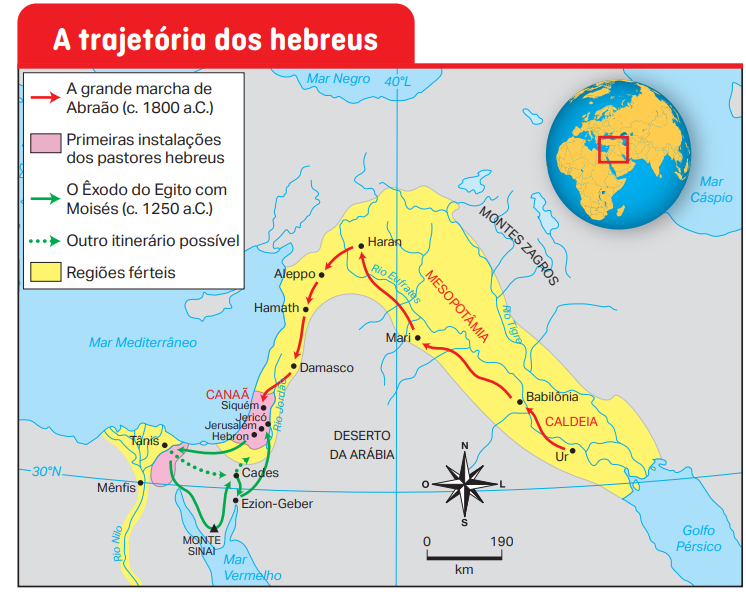 A trajetória dos hebreus
A grande marcha de
Abraão (c. 1800 a.C.)
Primeiras instalações
dos pastores hebreus
O Êxodo do Egito com
Moisés (c. 1250 a.C.)
Outro itinerário possível
Regiões férteis
Mar Negro
40°L
Mar
Cáspio
MONTES ZAGROS
Haran
Aleppo
Rio Eufrates
MESOPOTÂMIA
Hamath
Rio Tigre
Mar Mediterrâneo
Mari
Damasco
CANAÃ
Siquém
Jericó
Jerusalém
Hebron
Rio Jordão
Babilônia
CALDEIA
Ur
DESERTO
DA ARÁBIA
Tânis
30°N
Mênfis
Cades
Ezion-Geber
MONTE
SINAI
Rio Nilo
Mar
Vermelho
N
O
L
S
0
190
km
Golfo
Pérsico